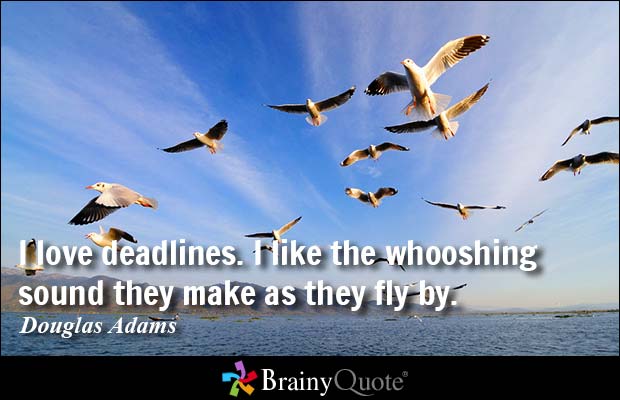 I love deadlines. I like the whooshing
sound they make as they fly by.
Douglas Adams
BrainyQuote®